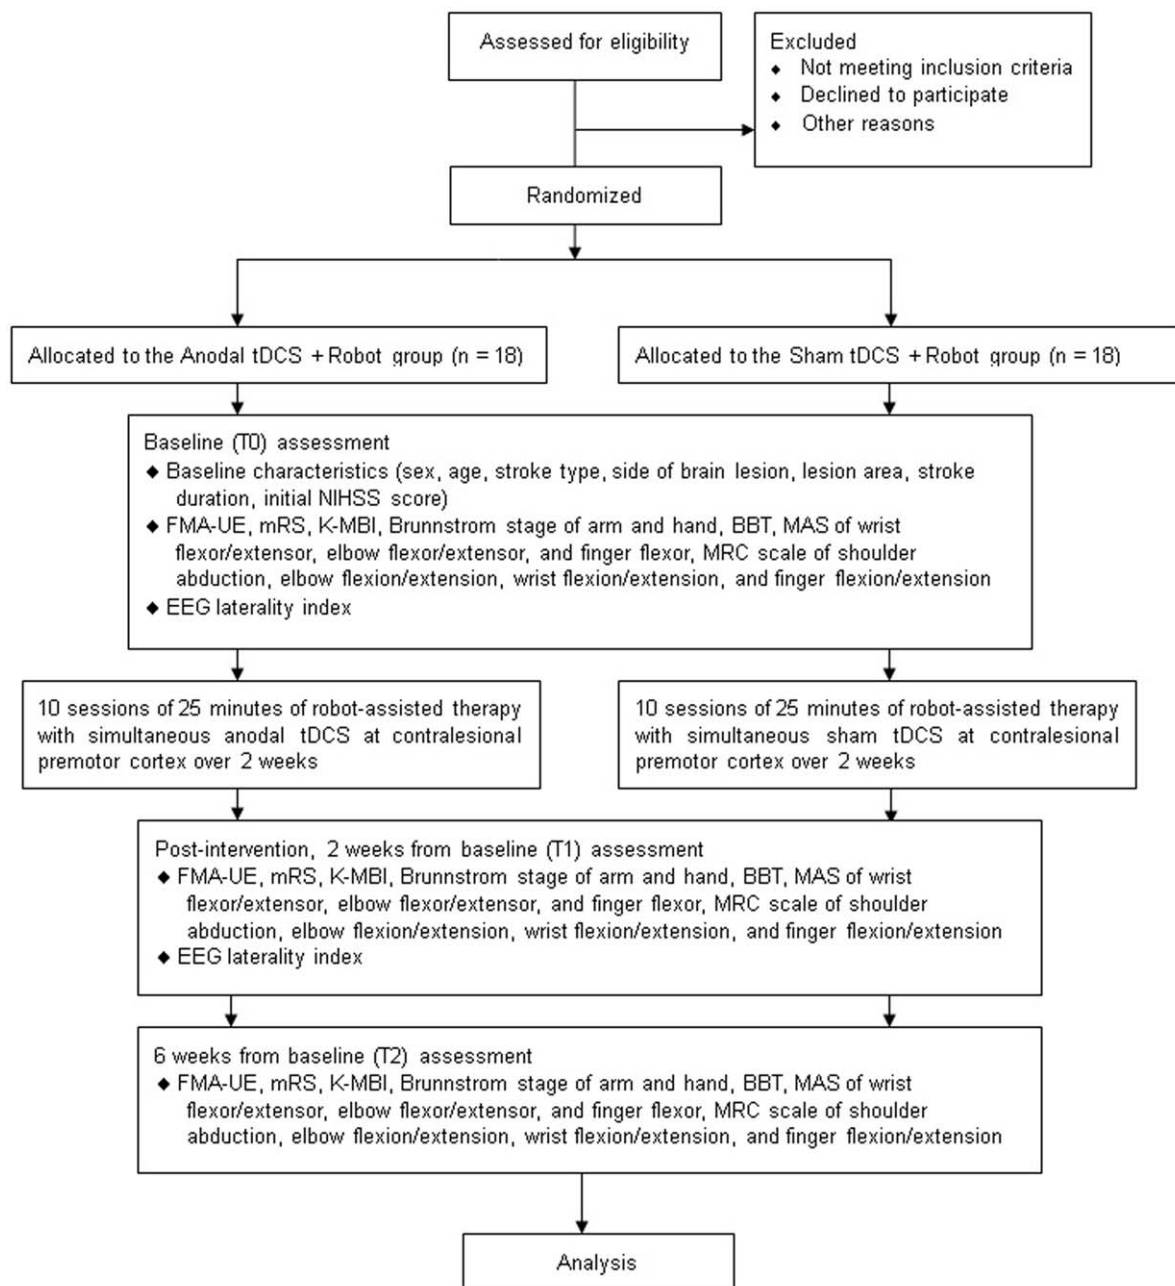 Assessed for eligibility
Excluded
◆ Not meeting inclusion criteria
◆ Declined to participate
◆ Other reasons
Randomized
Allocated to the Anodal tDCS + Robot group (n = 18)
Allocated to the Sham tDCS + Robot group (n = 18)
Baseline (T0) assessment
◆ Baseline characteristics (sex, age, stroke type, side of brain lesion, lesion area, stroke
duration, initial NIHSS score)
◆ FMA-UE, mRS, K-MBI, Brunnstrom stage of arm and hand, BBT, MAS of wrist
flexor/extensor, elbow flexor/extensor, and finger flexor, MRC scale of shoulder
abduction, elbow flexion/extension, wrist flexion/extension, and finger flexion/extension
◆ EEG laterality index
10 sessions of 25 minutes of robot-assisted therapy
with simultaneous anodal tDCS at contralesional
premotor cortex over 2 weeks
10 sessions of 25 minutes of robot-assisted therapy
with simultaneous sham tDCS at contralesional
premotor cortex over 2 weeks
Post-intervention, 2 weeks from baseline (T1) assessment
◆ FMA-UE, mRS, K-MBI, Brunnstrom stage of arm and hand, BBT, MAS of wrist
flexor/extensor, elbow flexor/extensor, and finger flexor, MRC scale of shoulder
abduction, elbow flexion/extension, wrist flexion/extension, and finger flexion/extension
◆ EEG laterality index
6 weeks from baseline (T2) assessment
◆ FMA-UE, mRS, K-MBI, Brunnstrom stage of arm and hand, BBT, MAS of wrist
flexor/extensor, elbow flexor/extensor, and finger flexor, MRC scale of shoulder
abduction, elbow flexion/extension, wrist flexion/extension, and finger flexion/extension
Analysis